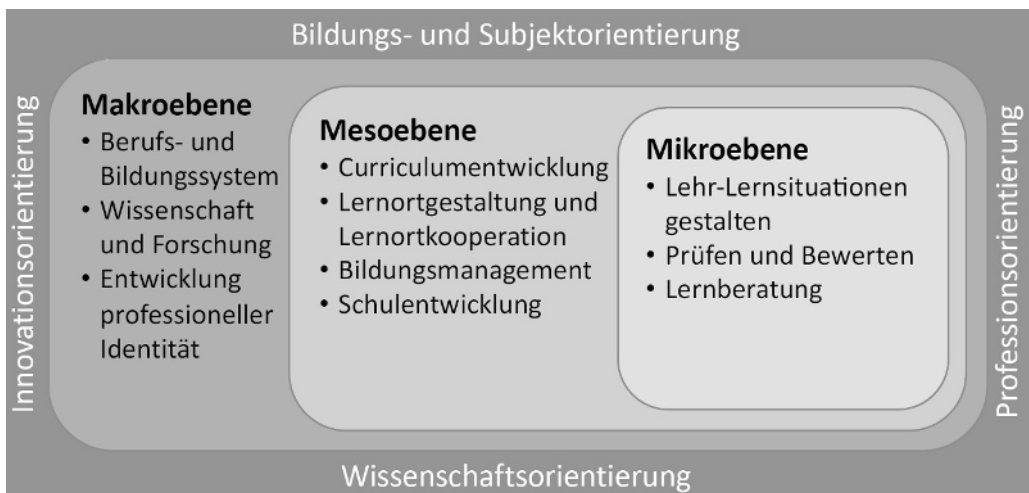 Bildungs- und Subjektorientierung
Innovationsorientierung
Makroebene
• Berufs- und
Bildungssystem
• Wissenschaft
und Forschung
• Entwicklung
professioneller
Identität
Mesoebene
• Curriculumentwicklung
• Lernortgestaltung und
Lernortkooperation
• Bildungsmanagement
• Schulentwicklung
Mikroebene
• Lehr-Lernsituationen
gestalten
• Prüfen und Bewerten
• Lernberatung
Professionsorientierung
Wissenschaftsorientierung